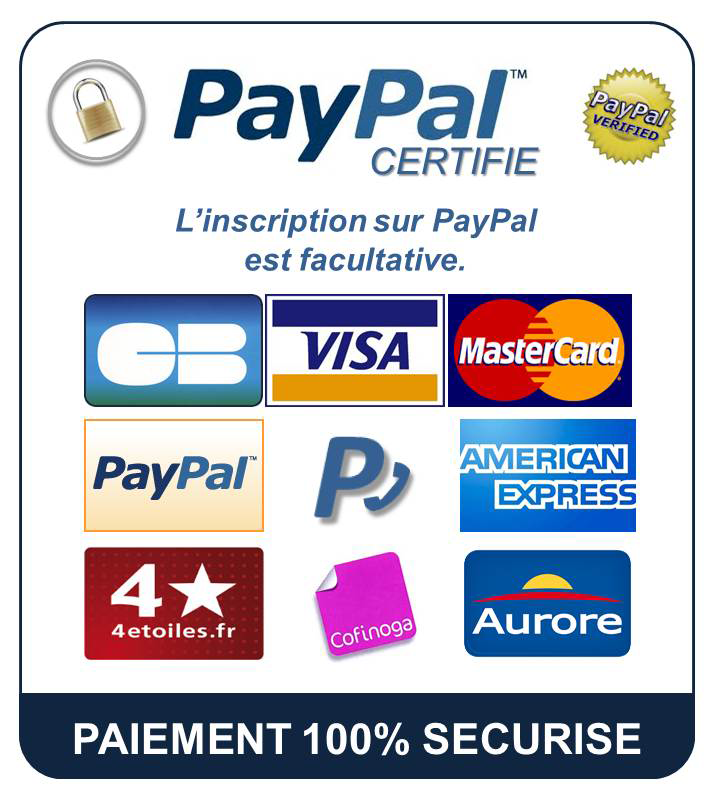 PayPal™
CERTIFIE
PayPal
VERIFIED
L'inscription sur PayPal
est facultative.
CB
VISA
MasterCard
PayPal™
P
AMERICAN
EXPRESS
4
4etoiles.fr
Cofinoga
Aurore
PAIEMENT 100% SECURISE